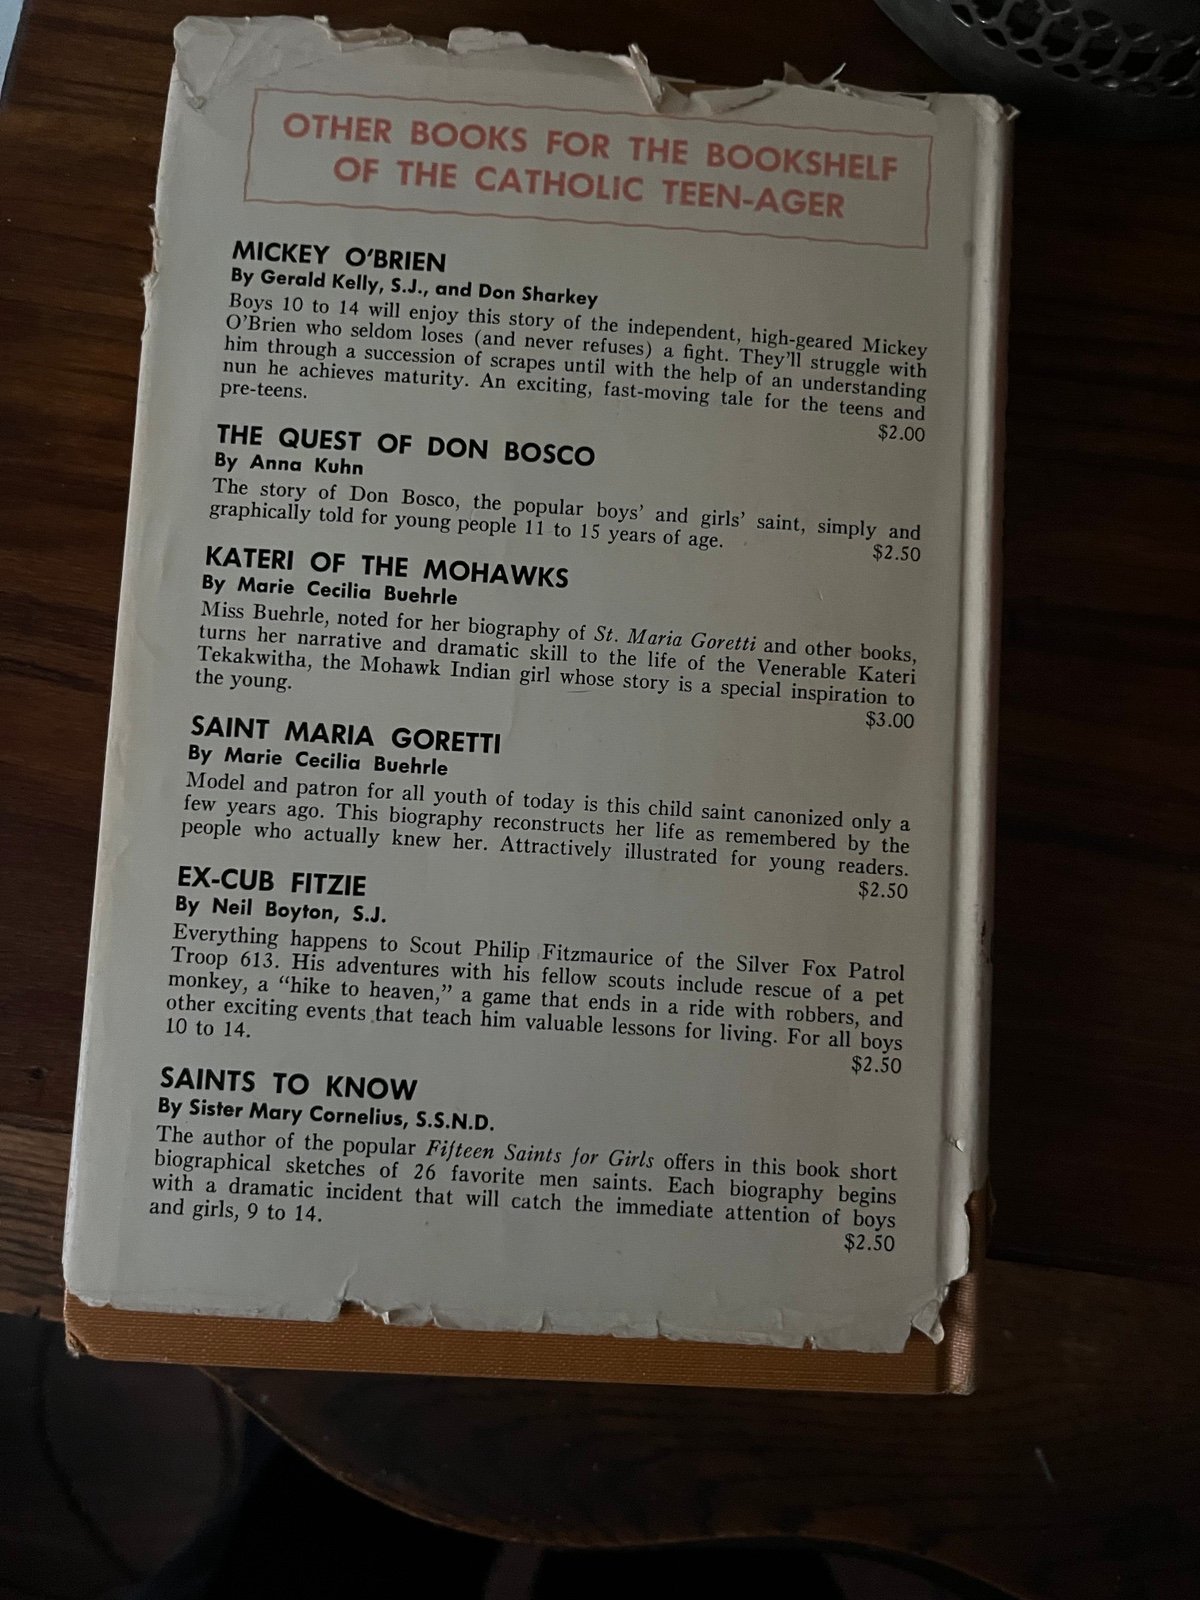 OTHER BOOKS FOR THE BOOKSHELF
OF THE CATHOLIC TEEN-AGER
MICKEY O'BRIEN
By Gerald Kelly, S.J., and Don Sharkey
Boys 10 to 14 will enjoy this story of the independent, high-geared Mickey
O'Brien who seldom loses (and never refuses) a fight. They'll struggle with
him through a succession of scrapes until with the help of an understanding
nun he achieves maturity. An exciting, fast-moving tale for the teens and
pre-teens.
$2.00
THE QUEST OF DON BOSCO
By Anna Kuhn
The story of Don Bosco, the popular boys' and girls' saint, simply and
graphically told for young people 11 to 15 years of age.
$2.50
KATERI OF THE MOHAWKS
By Marie Cecilia Buehrle
Miss Buehrle, noted for her biography of St. Maria Goretti and other books,
turns her narrative and dramatic skill to the life of the Venerable Kateri
Tekakwitha, the Mohawk Indian girl whose story is a special inspiration to
the young.
$3.00
SAINT MARIA GORETTI
By Marie Cecilia Buehrle
Model and patron for all youth of today is this child saint canonized only a
few years ago. This biography reconstructs her life as remembered by the
people who actually knew her. Attractively illustrated for young readers.
$2.50
EX-CUB FITZIE
By Neil Boyton, S.J.
Everything happens to Scout Philip Fitzmaurice of the Silver Fox Patrol
Troop 613. His adventures with his fellow scouts include rescue of a pet
monkey, a "hike to heaven," a game that ends in a ride with robbers, and
other exciting events that teach him valuable lessons for living. For all boys
10 to 14.
$2.50
SAINTS TO KNOW
By Sister Mary Cornelius, S.S.N.D.
The author of the popular Fifteen Saints for Girls offers in this book short
biographical sketches of 26 favorite men saints. Each biography begins
with a dramatic incident that will catch the immediate attention of boys
and girls, 9 to 14.
$2.50